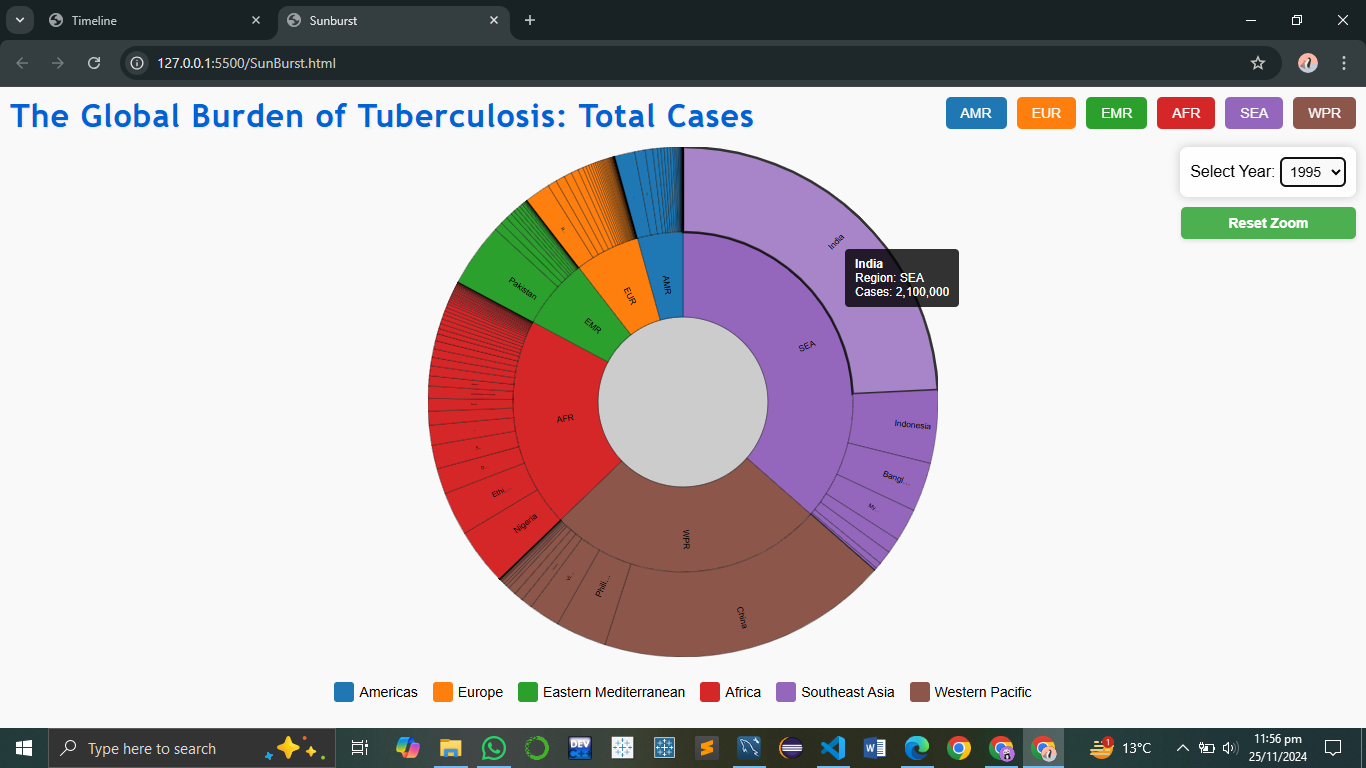 Timeline
Sunburst
127.0.0.1:5500/SunBurst.html
The Global Burden of Tuberculosis: Total Cases
AMR
EUR
EMR
AFR
SEA
WPR
Select Year: 1995
Reset Zoom
India
India
Region: SEA
Cases: 2,100,000
AMR
EUR
EMR
Pakistan
SEA
AFR
Indonesia
Bangl...
My...
Ethi...
Nigeria
WPR
Phili...
China
Americas
Europe
Eastern Mediterranean
Africa
Southeast Asia
Western Pacific
Type here to search
DEV
1
13°C
11:56 pm
25/11/2024